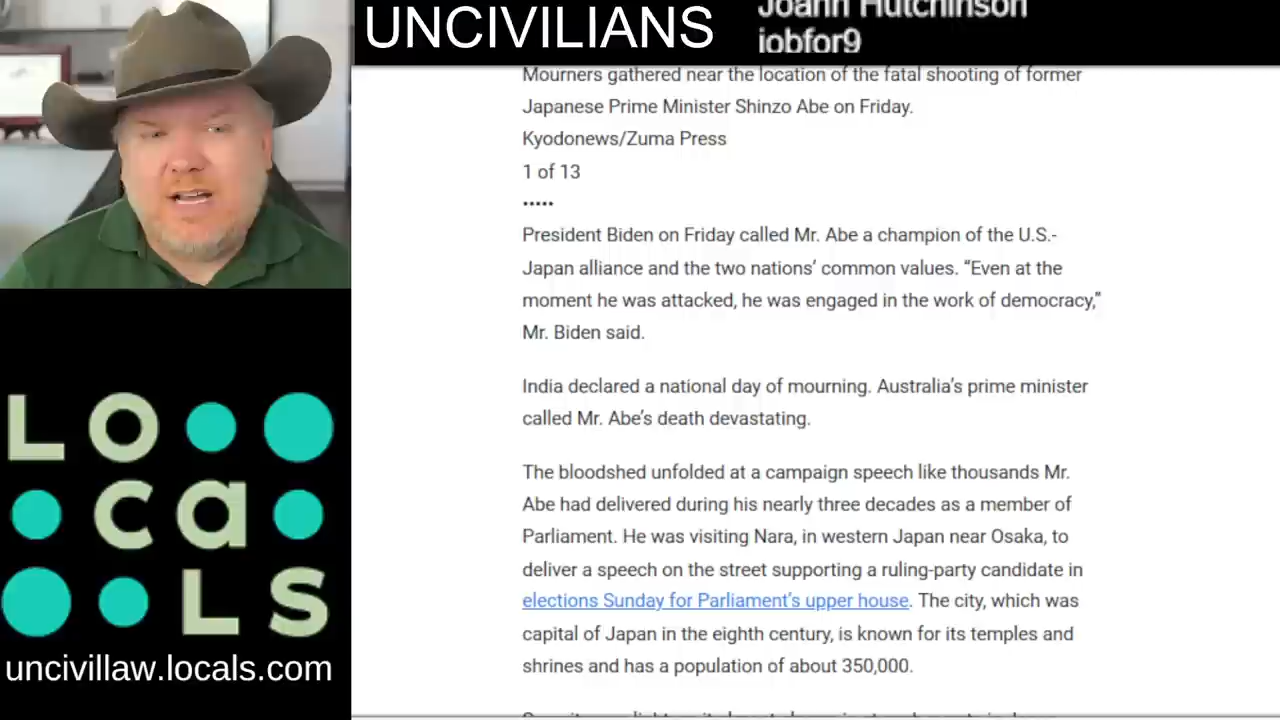 UNCIVILIANS
Joann Hutchinson
iobfor9
Mourners gathered near the location of the fatal shooting of former
Japanese Prime Minister Shinzo Abe on Friday.
Kyodonews/Zuma Press
1 of 13
•••••
President Biden on Friday called Mr. Abe a champion of the U.S.-
Japan alliance and the two nations’ common values. “Even at the
moment he was attacked, he was engaged in the work of democracy,”
Mr. Biden said.
India declared a national day of mourning. Australia’s prime minister
called Mr. Abe’s death devastating.
The bloodshed unfolded at a campaign speech like thousands Mr.
Abe had delivered during his nearly three decades as a member of
Parliament. He was visiting Nara, in western Japan near Osaka, to
deliver a speech on the street supporting a ruling-party candidate in
elections Sunday for Parliament’s upper house. The city, which was
capital of Japan in the eighth century, is known for its temples and
shrines and has a population of about 350,000.
LO
ca
LS
uncivillaw.locals.com